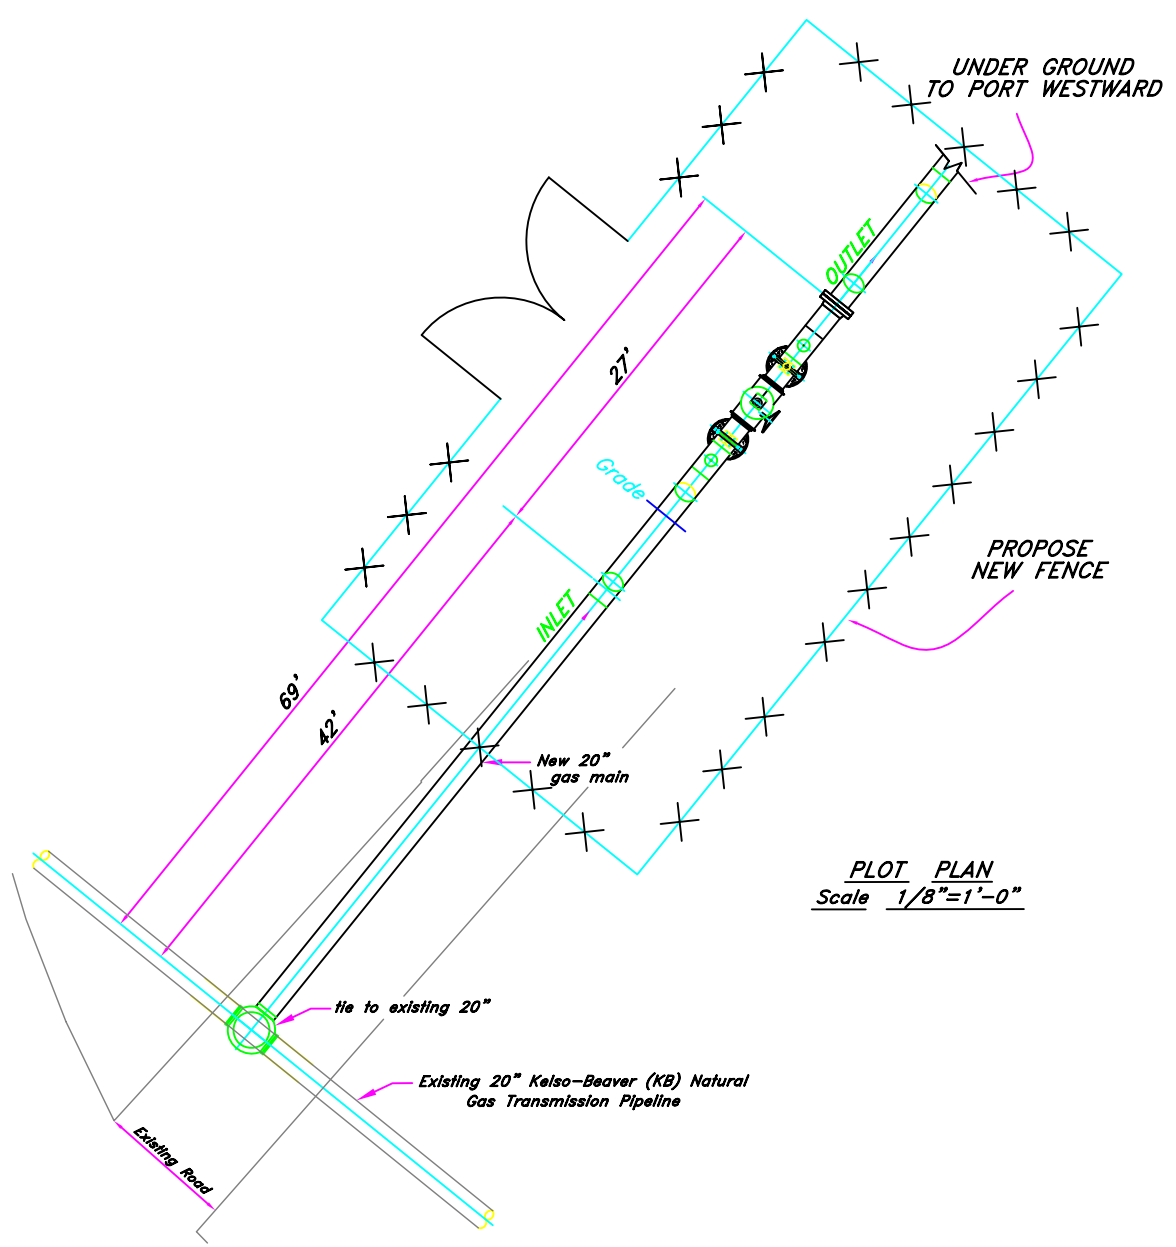 UNDER GROUND
TO PORT WESTWARD
OUTLET
27'
Grade
PROPOSE
NEW FENCE
INLET
69'
42'
New 20"
gas main
PLOT PLAN
Scale 1/8"=1'-0"
tie to existing 20"
Existing 20" Kelso-Beaver (KB) Natural
Gas Transmission Pipeline
Existing Road